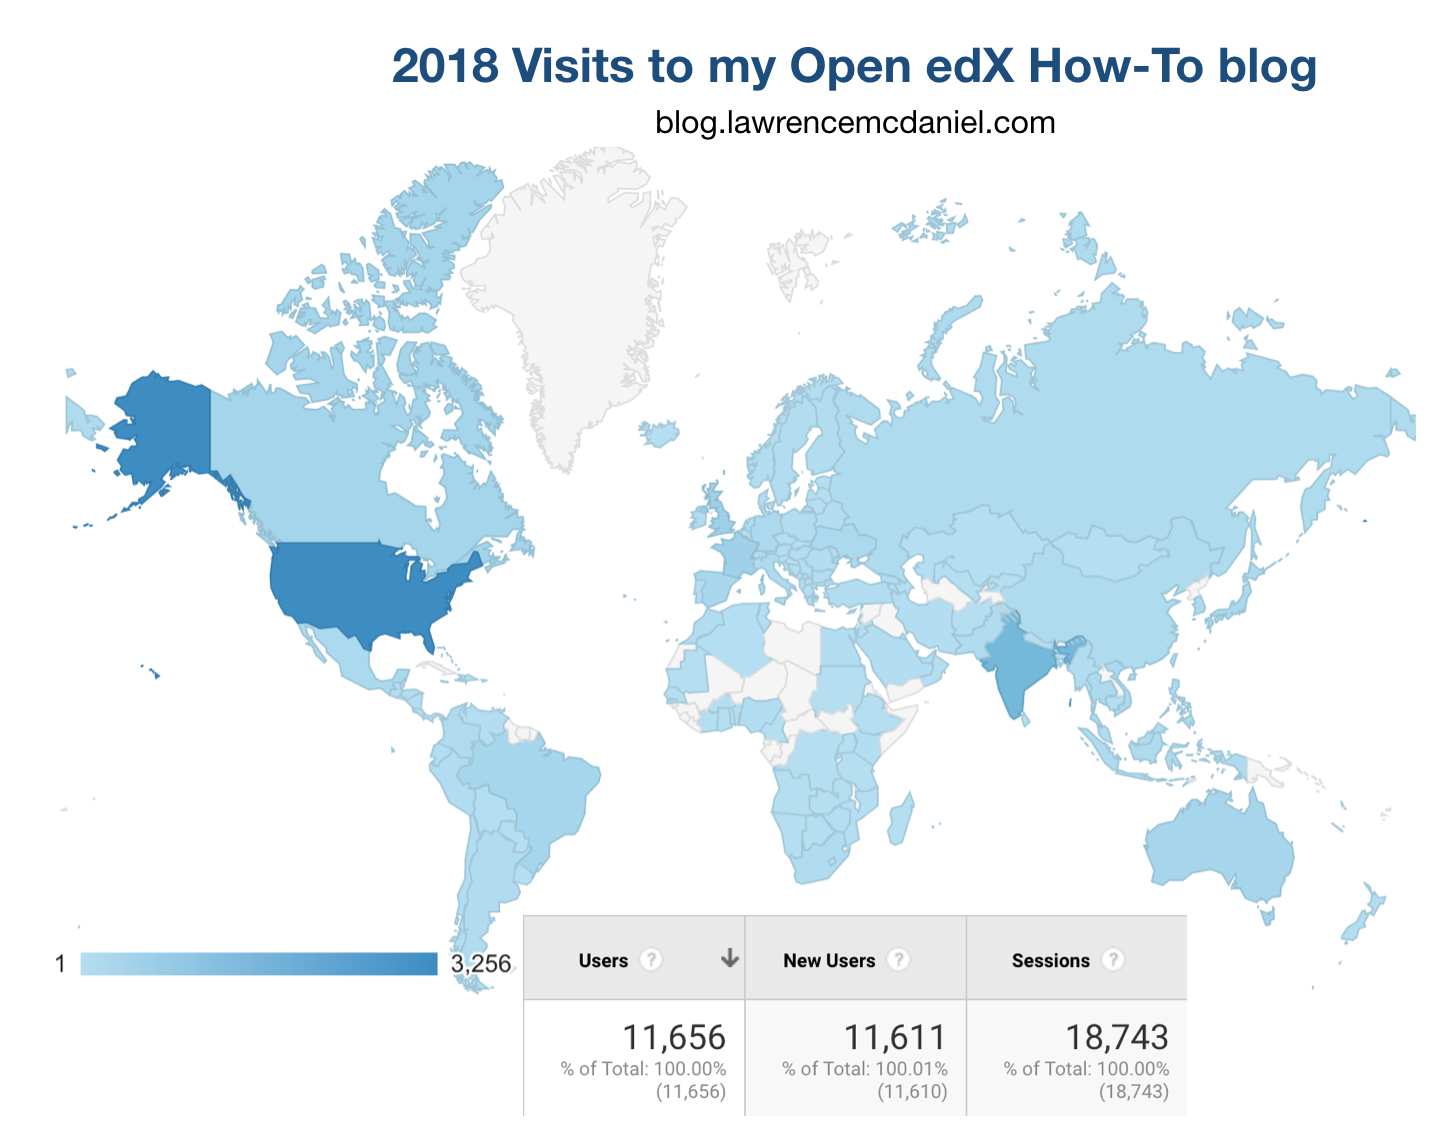 2018 Visits to my Open edX How-To blog
blog.lawrencemcdaniel.com
1
3,256
Users ? New Users ? Sessions ?
11,656 11,611 18,743
% of Total: 100.00% % of Total: 100.01% % of Total: 100.00%
(11,656) (11,610) (18,743)